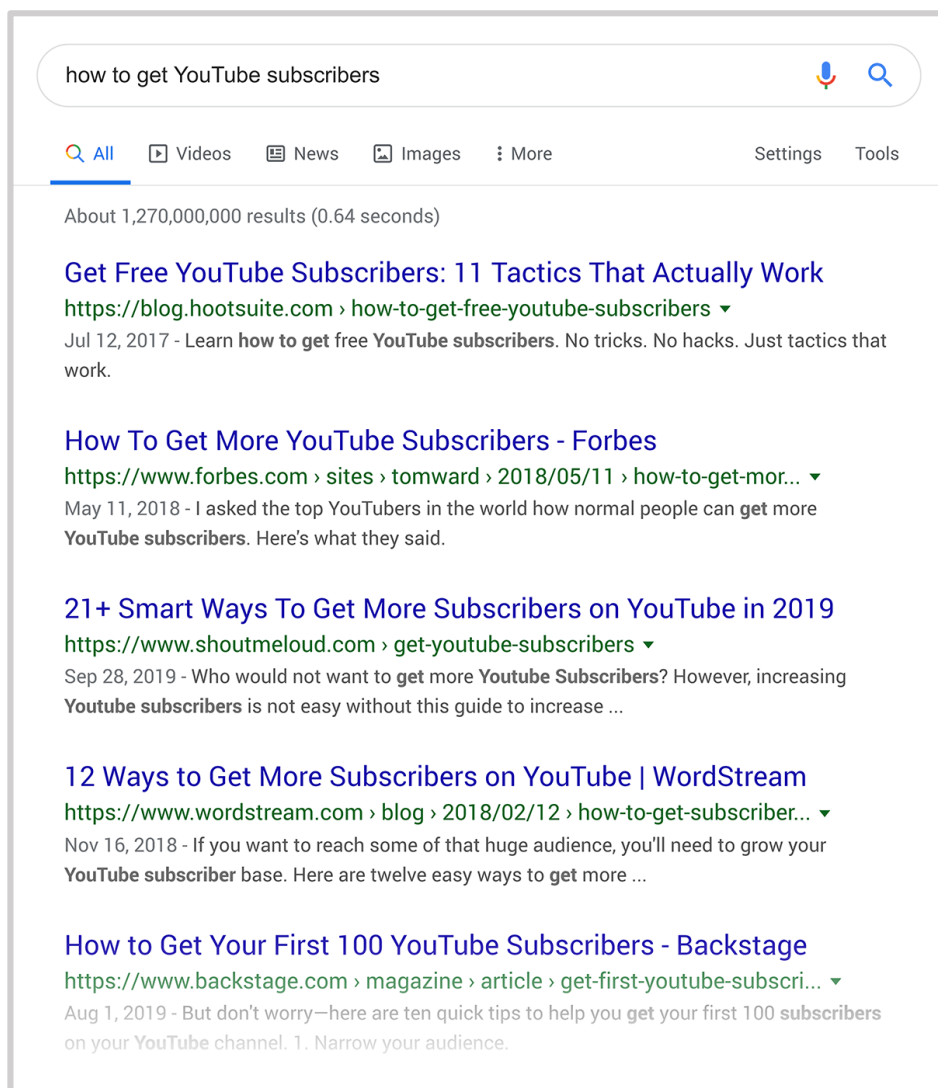 how to get YouTube subscribers
All Videos News Images More Settings Tools
About 1,270,000,000 results (0.64 seconds)
Get Free YouTube Subscribers: 11 Tactics That Actually Work
https://blog.hootsuite.com › how-to-get-free-youtube-subscribers
Jul 12, 2017 - Learn how to get free YouTube subscribers. No tricks. No hacks. Just tactics that
work.
How To Get More YouTube Subscribers - Forbes
https://www.forbes.com › sites › tomward › 2018/05/11 › how-to-get-mor...
May 11, 2018 - I asked the top YouTubers in the world how normal people can get more
YouTube subscribers. Here's what they said.
21+ Smart Ways To Get More Subscribers on YouTube in 2019
https://www.shoutmeloud.com › get-youtube-subscribers
Sep 28, 2019 - Who would not want to get more Youtube Subscribers? However, increasing
Youtube subscribers is not easy without this guide to increase ...
12 Ways to Get More Subscribers on YouTube | WordStream
https://www.wordstream.com › blog › 2018/02/12 › how-to-get-subscriber...
Nov 16, 2018 - If you want to reach some of that huge audience, you'll need to grow your
YouTube subscriber base. Here are twelve easy ways to get more ...
How to Get Your First 100 YouTube Subscribers - Backstage
https://www.backstage.com › magazine › article › get-first-youtube-subscri...
Aug 1, 2019 - But don't worry—here are ten quick tips to help you get your first 100 subscribers
on your YouTube channel. 1. Narrow your audience.